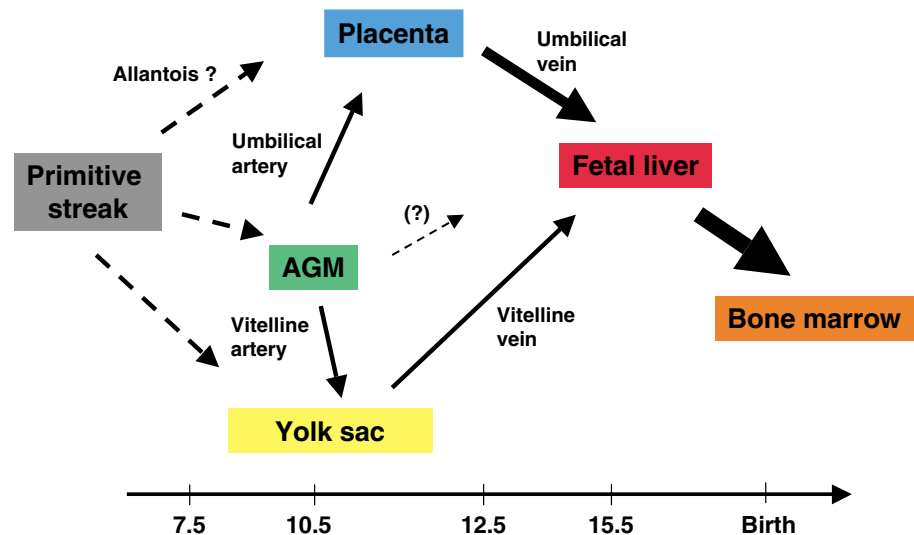 Placenta
Umbilical
vein
Allantois ?
Umbilical
artery
Fetal liver
Primitive
streak
(?)
AGM
Bone marrow
Vitelline
artery
Vitelline
vein
Yolk sac
7.5
10.5
12.5
15.5
Birth